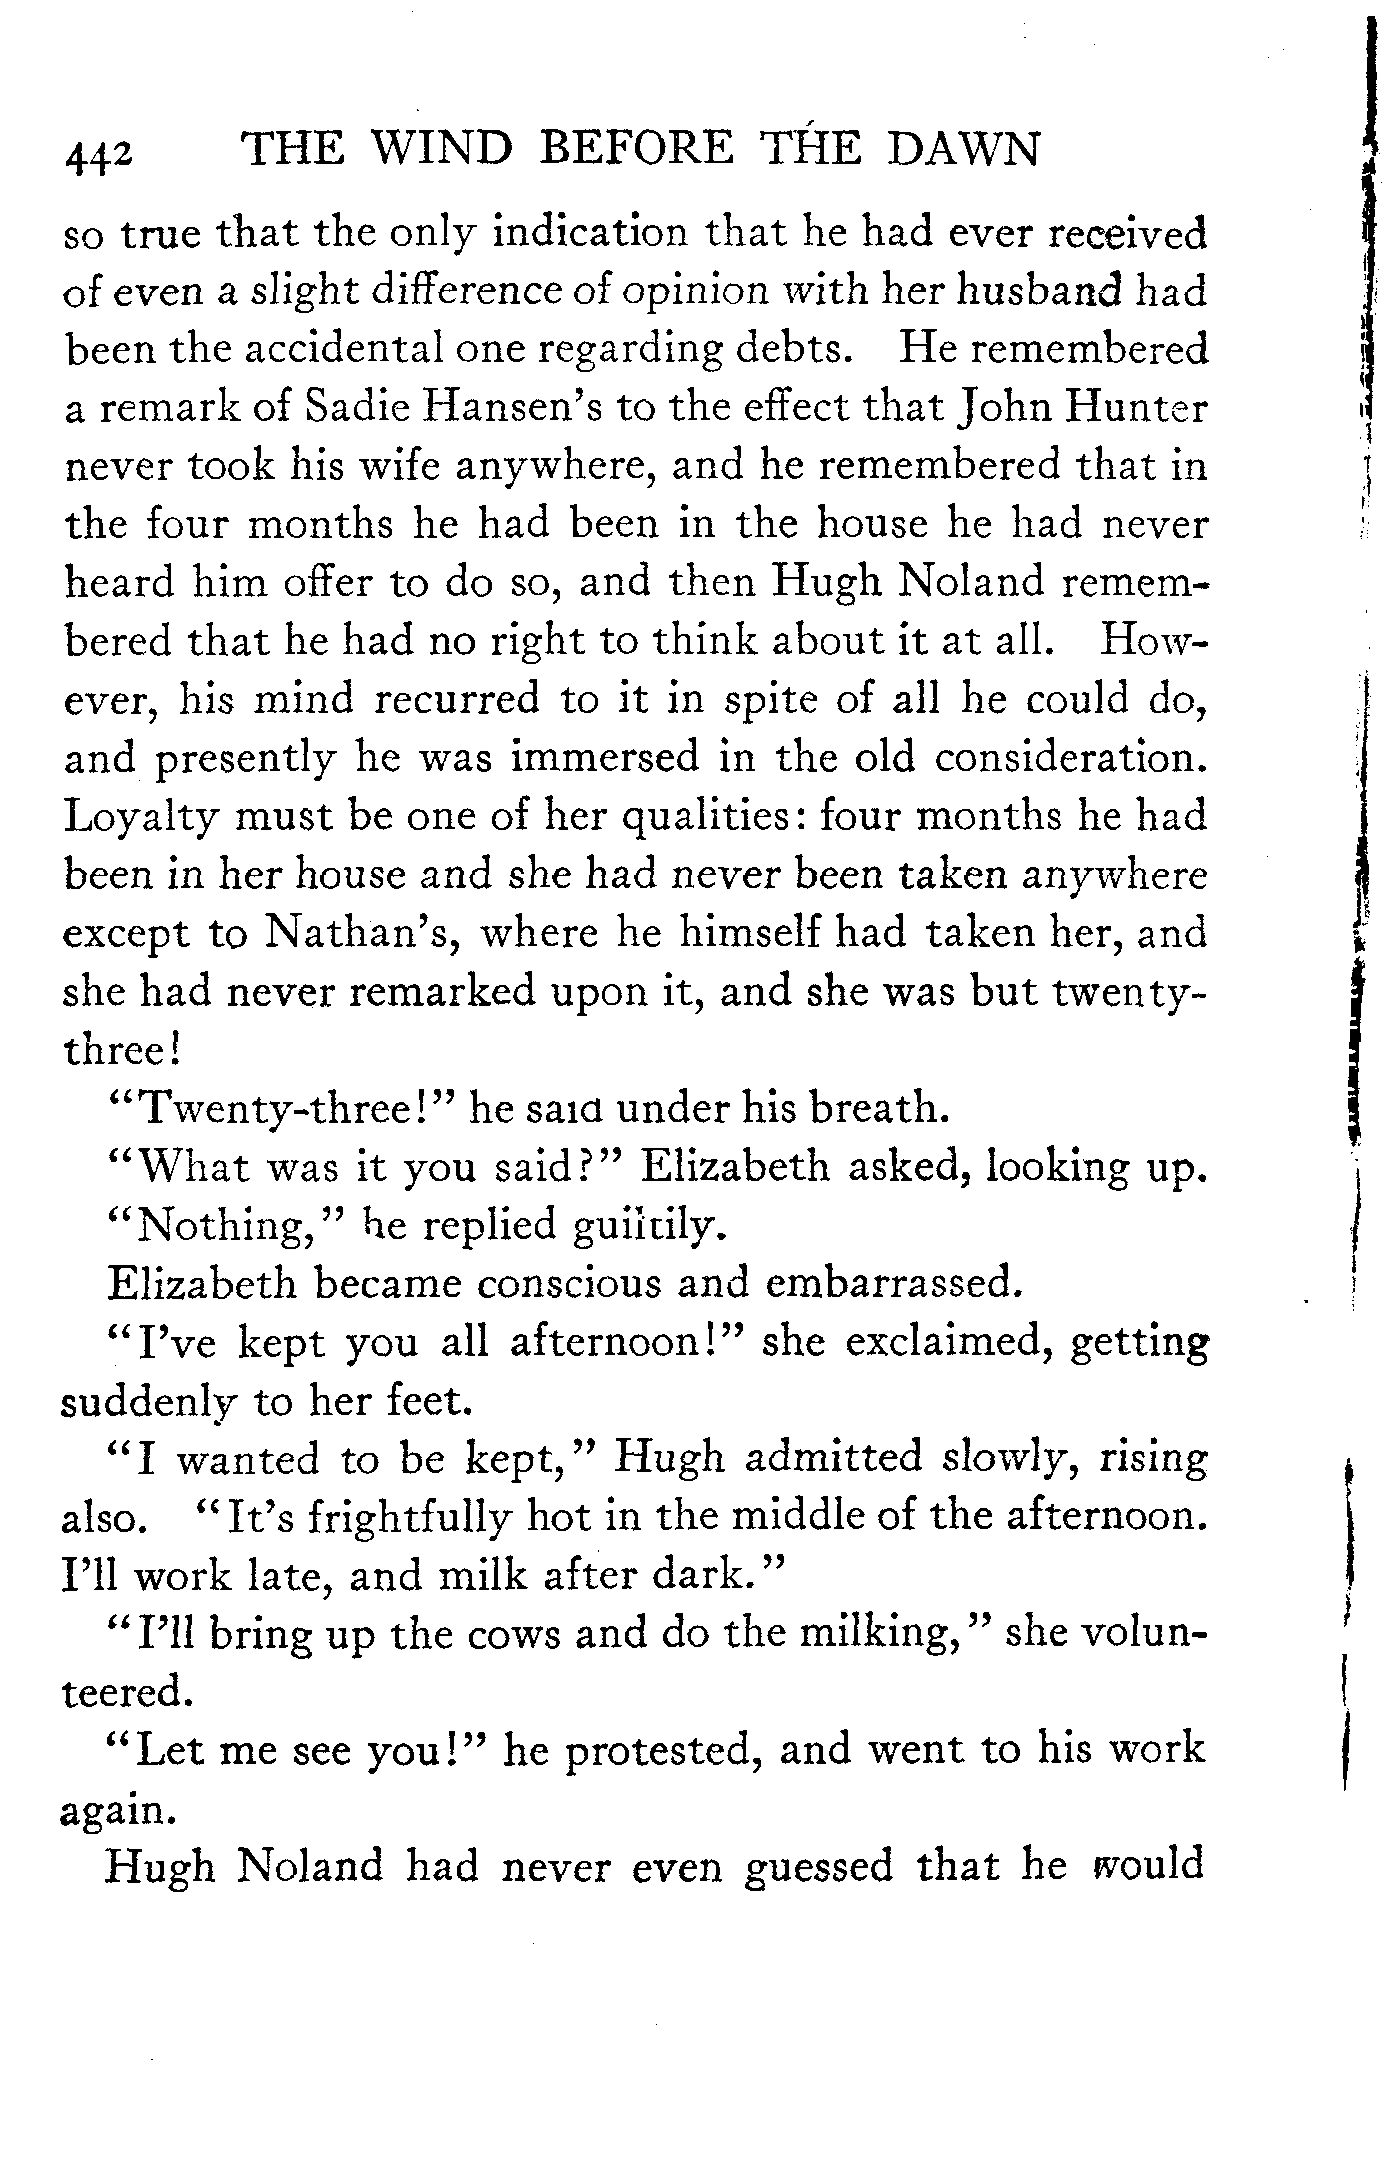 442 THE WIND BEFORE THE DAWN
so true that the only indication that he had ever received
of even a slight difference of opinion with her husband had
been the accidental one regarding debts. He remembered
a remark of Sadie Hansen's to the effect that John Hunter
never took his wife anywhere, and he remembered that in
the four months he had been in the house he had never
heard him offer to do so, and then Hugh Noland remem-
bered that he had no right to think about it at all. How-
ever, his mind recurred to it in spite of all he could do,
and presently he was immersed in the old consideration.
Loyalty must be one of her qualities: four months he had
been in her house and she had never been taken anywhere
except to Nathan's, where he himself had taken her, and
she had never remarked upon it, and she was but twenty-
three!
"Twenty-three!" he said under his breath.
"What was it you said?" Elizabeth asked, looking up.
"Nothing," he replied guiltily.
Elizabeth became conscious and embarrassed.
"I've kept you all afternoon!" she exclaimed, getting
suddenly to her feet.
"I wanted to be kept," Hugh admitted slowly, rising
also. "It's frightfully hot in the middle of the afternoon.
I'll work late, and milk after dark."
"I'll bring up the cows and do the milking," she volun-
teered.
"Let me see you!" he protested, and went to his work
again.
Hugh Noland had never even guessed that he would